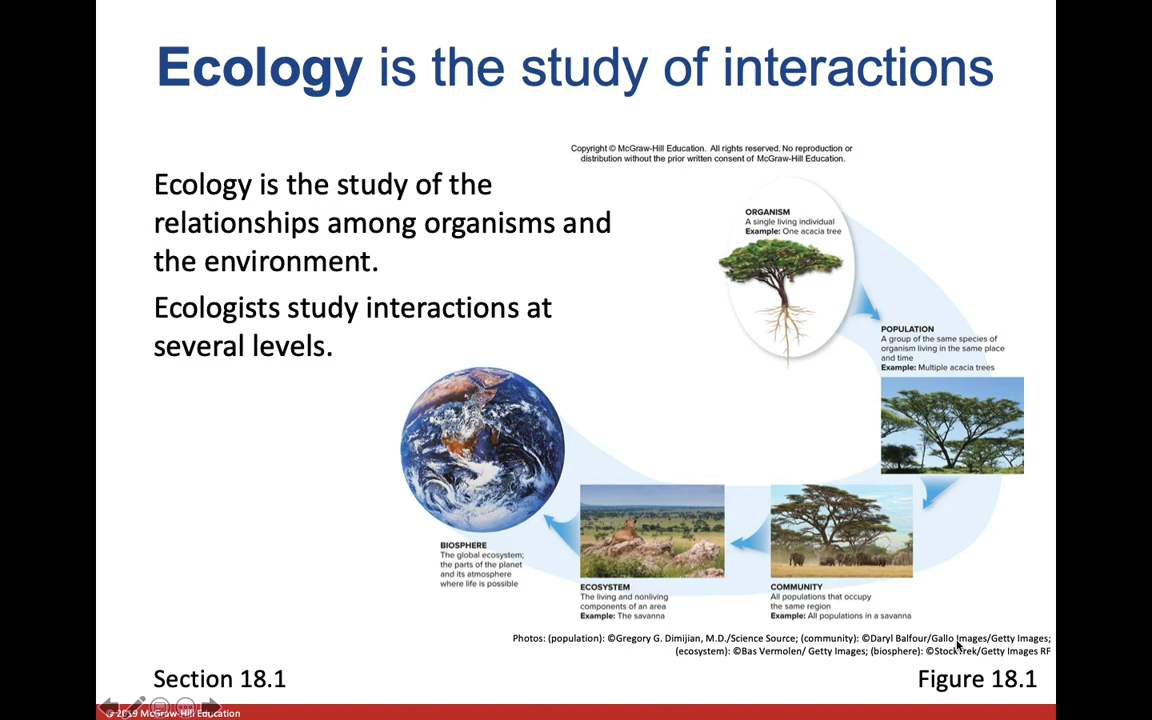 Ecology is the study of interactions
Copyright © McGraw-Hill Education. All rights reserved. No reproduction or
distribution without the prior written consent of McGraw-Hill Education.
Ecology is the study of the
relationships among organisms and
the environment.
Ecologists study interactions at
several levels.
ORGANISM
A single living individual
Example: One acacia tree
POPULATION
A group of the same species of
organism living in the same place
and time
Example: Multiple acacia trees
COMMUNITY
All populations that occupy
the same region
Example: All populations in a savanna
ECOSYSTEM
The living and nonliving
components of an area
Example: The savanna
BIOSPHERE
The global ecosystem;
the parts of the planet
and its atmosphere
where life is possible
Photos: (population): ©Gregory G. Dimijian, M.D./Science Source; (community): ©Daryl Balfour/Gallo Images/Getty Images;
(ecosystem): ©Bas Vermolen/ Getty Images; (biosphere): ©StockTrek/Getty Images RF
Section 18.1
Figure 18.1
© 2019 McGraw-Hill Education